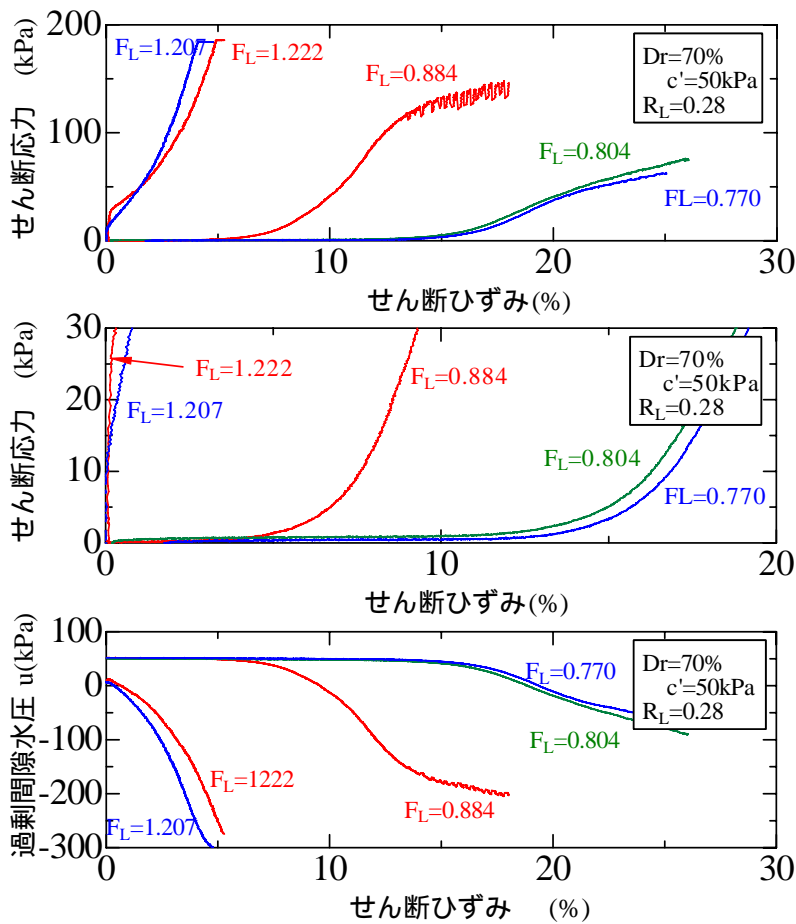 200
150
100
50
0
せん断応力 (kPa)
F_L=1.207
F_L=1.222
F_L=0.884
F_L=0.804
FL=0.770
Dr=70%
c'=50kPa
R_L=0.28
0
10
20
30
せん断ひずみ(%)
30
20
10
0
せん断応力 (kPa)
F_L=1.222
F_L=1.207
F_L=0.884
F_L=0.804
FL=0.770
Dr=70%
c'=50kPa
R_L=0.28
0
10
20
せん断ひずみ(%)
100
0
-100
-200
-300
過剰間隙水圧 u(kPa)
F_L=1222
F_L=1.207
F_L=0.884
F_L=0.770
F_L=0.804
Dr=70%
c'=50kPa
R_L=0.28
0
10
20
30
せん断ひずみ (%)